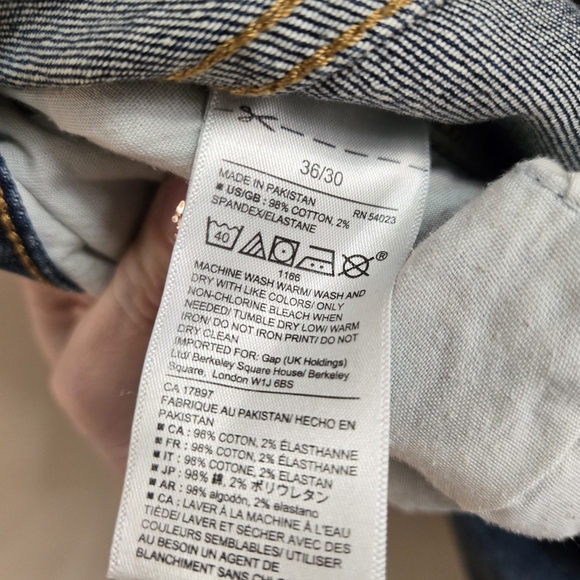 36/30
MADE IN PAKISTAN RN 54023
US/GB : 98% COTTON, 2%
SPANDEX/ELASTANE
40 ®
1166
MACHINE WASH WARM/ WASH AND
DRY WITH LIKE COLORS/ ONLY
NON-CHLORINE BLEACH WHEN
NEEDED/ TUMBLE DRY LOW/ WARM
IRON/ DO NOT IRON PRINT/ DO NOT
DRY CLEAN
IMPORTED FOR: Gap (UK Holdings)
Ltd/ Berkeley Square House/ Berkeley
Square, London W1J 6BS
CA 17897
FABRIQUE AU PAKISTAN/ HECHO EN
PAKISTAN
CA : 98% COTON, 2% ÉLASTHANNE
FR : 98% COTON, 2% ÉLASTHANNE
IT : 98% COTONE, 2% ELASTAN
JP : 98% 綿, 2% ポリウレタン
AR : 98% algodón, 2% elastano
CA : LAVER À LA MACHINE À L'EAU
TIÈDE/ LAVER ET SÉCHER AVEC DES
COULEURS SEMBLABLES/ UTILISER
AU BESOIN UN AGENT DE
BLANCHIMENT SANS